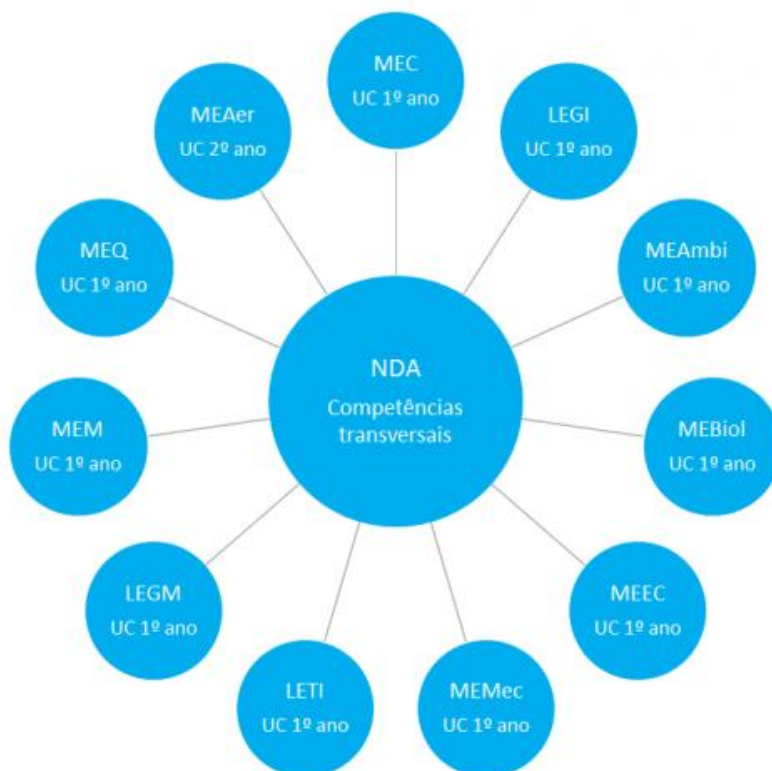 MEC
UC 1º ano
LEGI
UC 1º ano
MEAmbi
UC 1º ano
MEBiol
UC 1º ano
MEEC
UC 1º ano
MEMec
UC 1º ano
LETI
UC 1º ano
LEGM
UC 1º ano
MEM
UC 1º ano
MEQ
UC 1º ano
MEAer
UC 2º ano
NDA
Competências
transversais